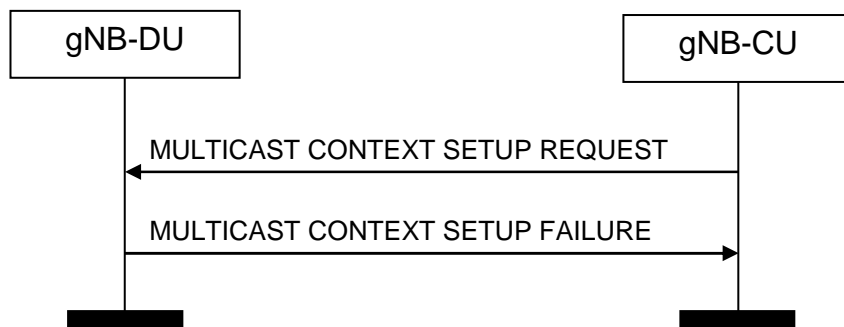 gNB-DU
gNB-CU
MULTICAST CONTEXT SETUP REQUEST
MULTICAST CONTEXT SETUP FAILURE